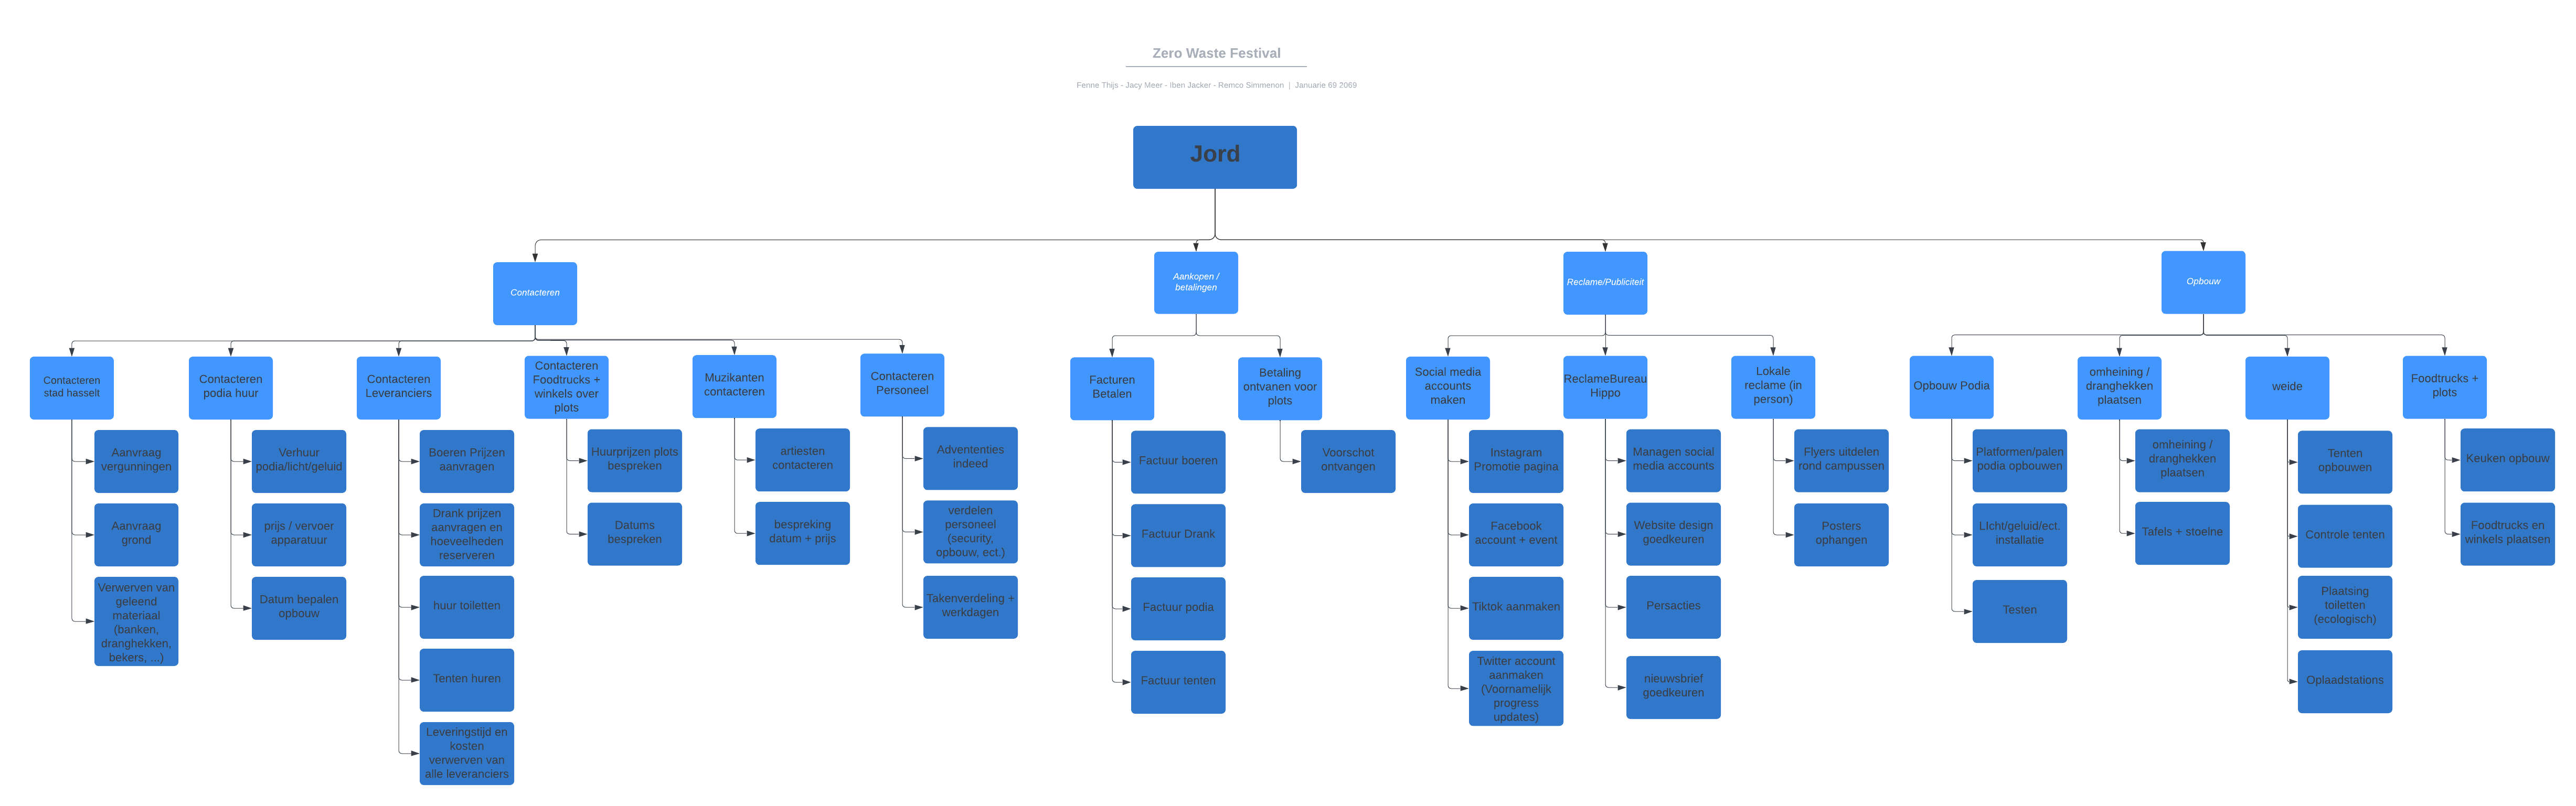 Zero Waste Festival
Fenne Thijs - Jacy Meer - Iben Jacker - Remco Simmenon | Januarie 69 2069
Jord
Contacteren
Aankopen /
betalingen
Reclame/Publiciteit
Opbouw
Contacteren
stad hasselt
Contacteren
podia huur
Contacteren
Leveranciers
Contacteren
Foodtrucks +
winkels over
plots
Muzikanten
contacteren
Contacteren
Personeel
Facturen
Betalen
Betaling
ontvanen voor
plots
Social media
accounts
maken
ReclameBureau
Hippo
Lokale
reclame (in
person)
Opbouw Podia
omheining /
dranghekken
plaatsen
weide
Foodtrucks +
plots
Aanvraag
vergunningen
Aanvraag
grond
Verwerven van
geleend
materiaal
(banken,
dranghekken,
bekers, ...)
Verhuur
podia/licht/geluid
prijs / vervoer
apparatuur
Datum bepalen
opbouw
Boeren Prijzen
aanvragen
Drank prijzen
aanvragen en
hoeveelheden
reserveren
huur toiletten
Tenten huren
Leveringstijd en
kosten
verwerven van
alle leveranciers
Huurprijzen plots
bespreken
Datums
bespreken
artiesten
contacteren
bespreking
datum + prijs
Advententies
indeed
verdelen
personeel
(security,
opbouw, ect.)
Takenverdeling +
werkdagen
Factuur boeren
Factuur Drank
Factuur podia
Factuur tenten
Voorschot
ontvangen
Instagram
Promotie pagina
Facebook
account + event
Tiktok aanmaken
Twitter account
aanmaken
(Voornamelijk
progress
updates)
Managen social
media accounts
Website design
goedkeuren
Persacties
nieuwsbrief
goedkeuren
Flyers uitdelen
rond campussen
Posters
ophangen
Platformen/palen
podia opbouwen
LIcht/geluid/ect.
installatie
Testen
omheining /
dranghekken
plaatsen
Tafels + stoelne
Tenten
opbouwen
Controle tenten
Plaatsing
toiletten
(ecologisch)
Oplaadstations
Keuken opbouw
Foodtrucks en
winkels plaatsen